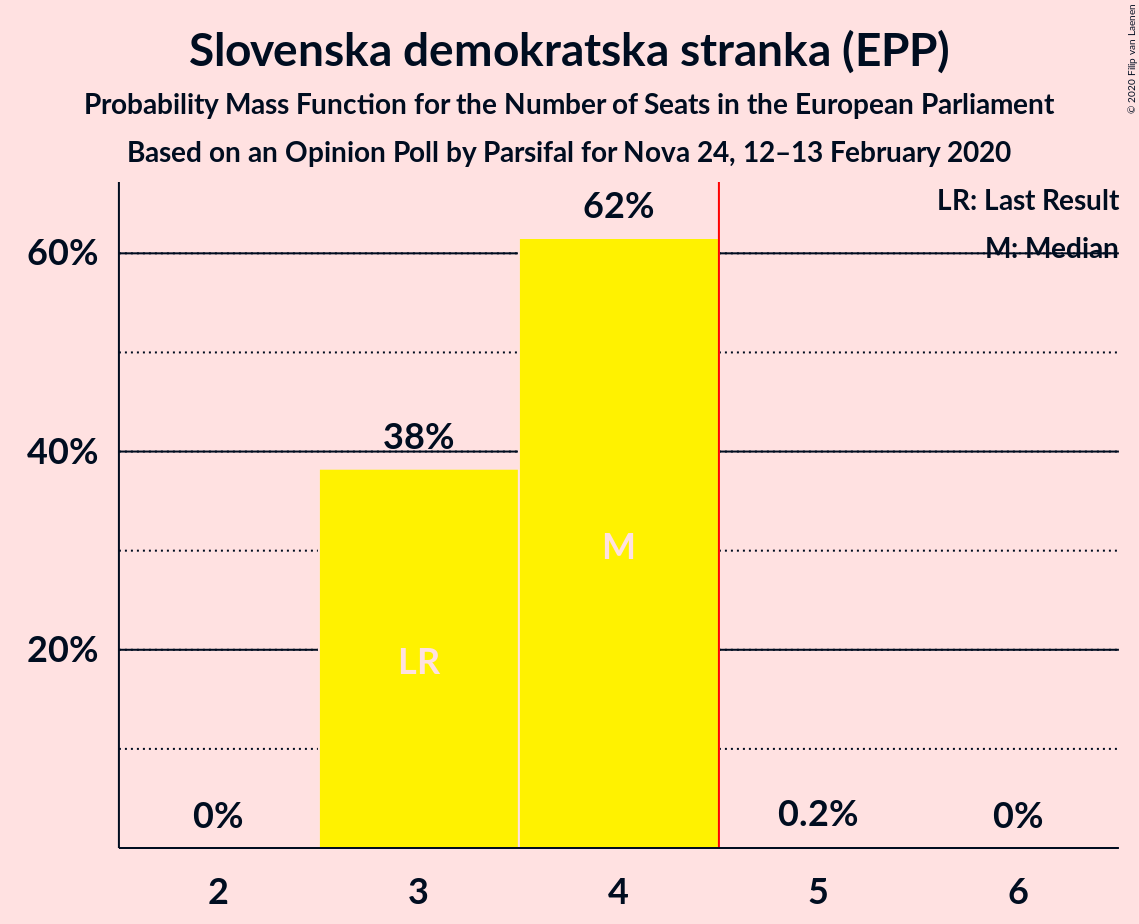 Slovenska demokratska stranka (EPP)
Probability Mass Function for the Number of Seats in the European Parliament
Based on an Opinion Poll by Parsifal for Nova 24, 12–13 February 2020
© 2020 Filip van Laenen
LR: Last Result
M: Median
60%
40%
20%
0%
38%
62%
0.2%
0%
LR
M
2
3
4
5
6